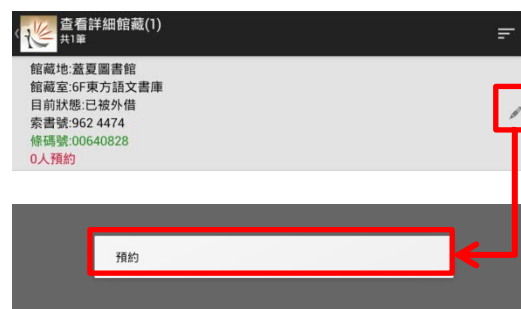 查看詳細館藏(1)
共1筆
館藏地:蓋夏圖書館
館藏室:6F東方語文書庫
目前狀態:已被外借
索書號:962 4474
條碼號:00640828
0人預約
預約